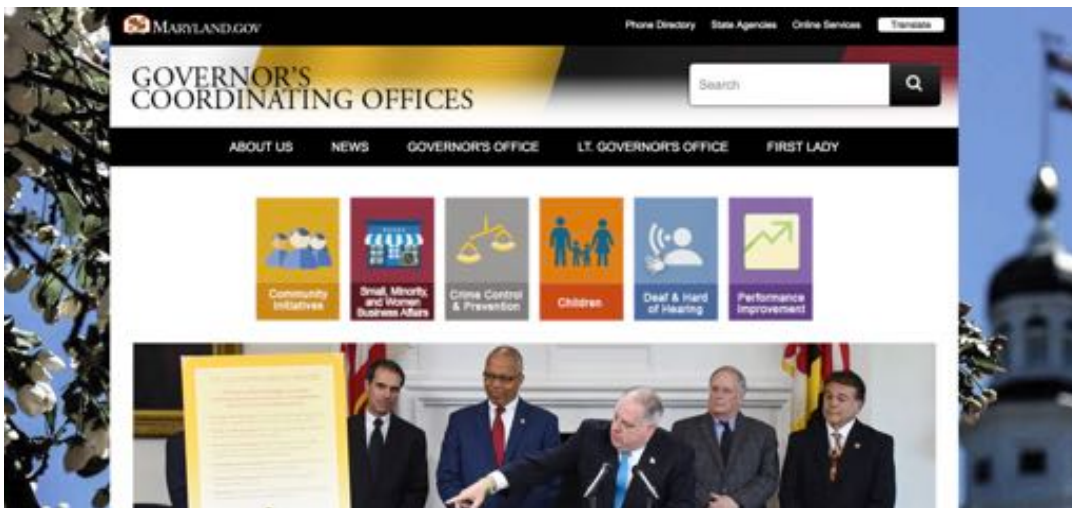 MARYLAND.GOV
Phone Directory State Agencies Online Services Translate
GOVERNOR'S
COORDINATING OFFICES
Search
ABOUT US NEWS GOVERNOR'S OFFICE LT. GOVERNOR'S OFFICE FIRST LADY
Community
Initiatives
Small, Minority,
and Women
Business Affairs
Crime Control
& Prevention
Children
Deaf & Hard
of Hearing
Performance
Improvement